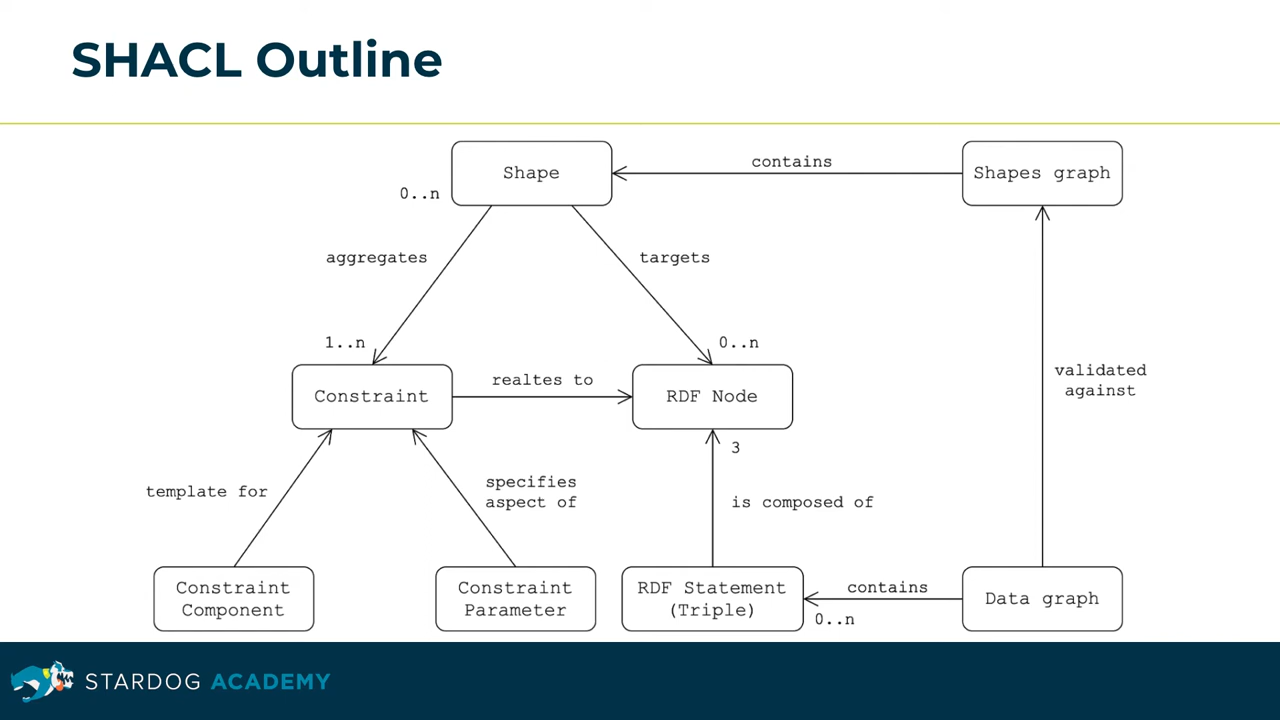 SHACL Outline
contains
Shape
Shapes graph
0..n
aggregates
targets
1..n
0..n
validated
against
realtes to
Constraint
RDF Node
3
specifies
aspect of
template for
is composed of
Constraint
Component
Constraint
Parameter
RDF Statement
(Triple)
contains
0..n
Data graph
STARDOG ACADEMY